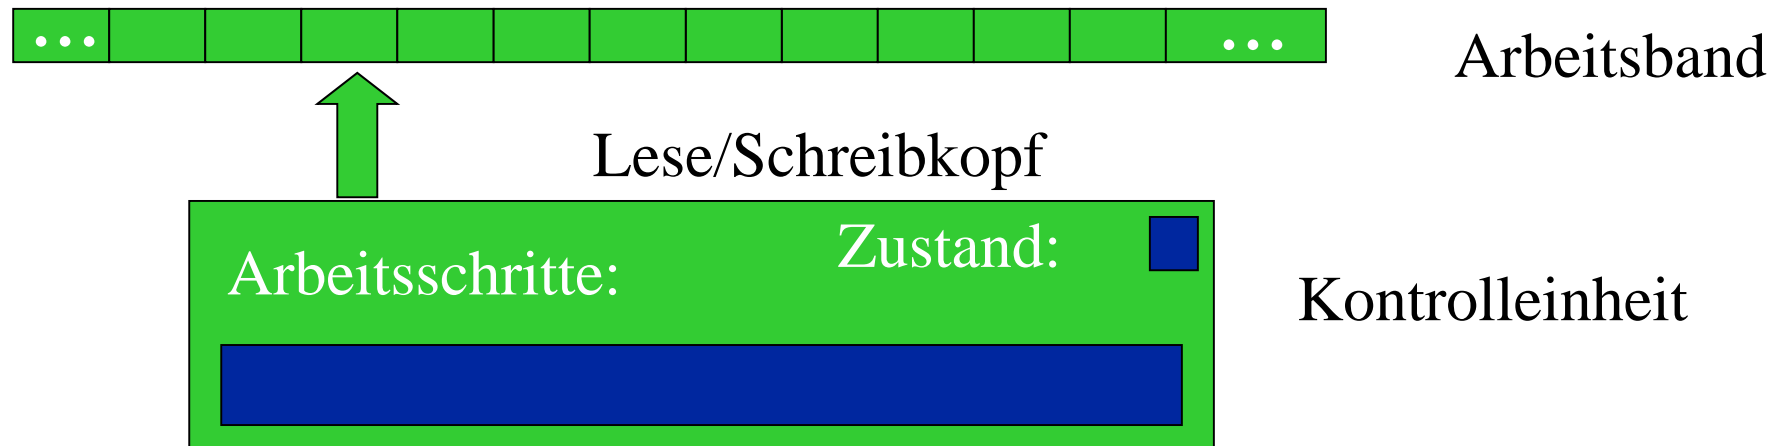 ... ...
Arbeitsband
Lese/Schreibkopf
Zustand:
Arbeitsschritte:
Kontrolleinheit